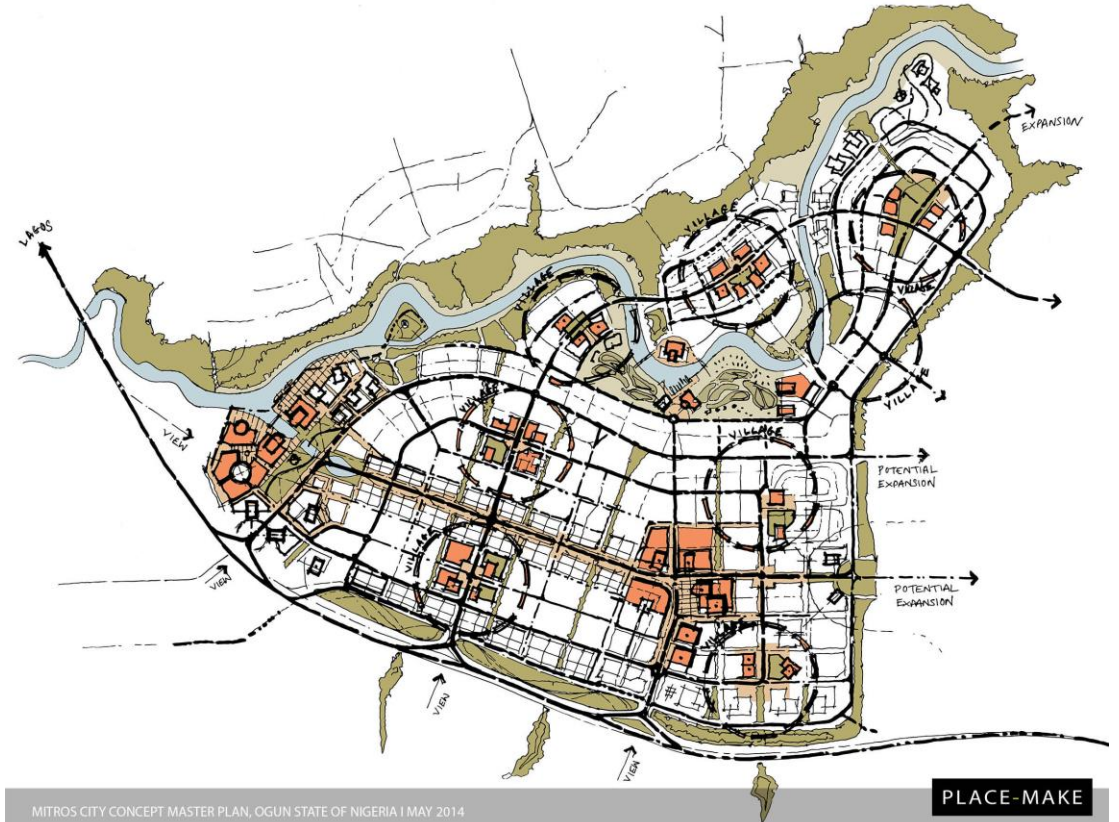 EXPANSION
LAGOS
VILLAGE
VILLAGE
VILLAGE
VILLAGE
VIEW
VILLAGE
VILLAGE
POTENTIAL
EXPANSION
VILLAGE
VIEW
POTENTIAL
EXPANSION
VILLAGE
VIEW
VIEW
MITROS CITY CONCEPT MASTER PLAN, OGUN STATE OF NIGERIA I MAY 2014
PLACE-MAKE